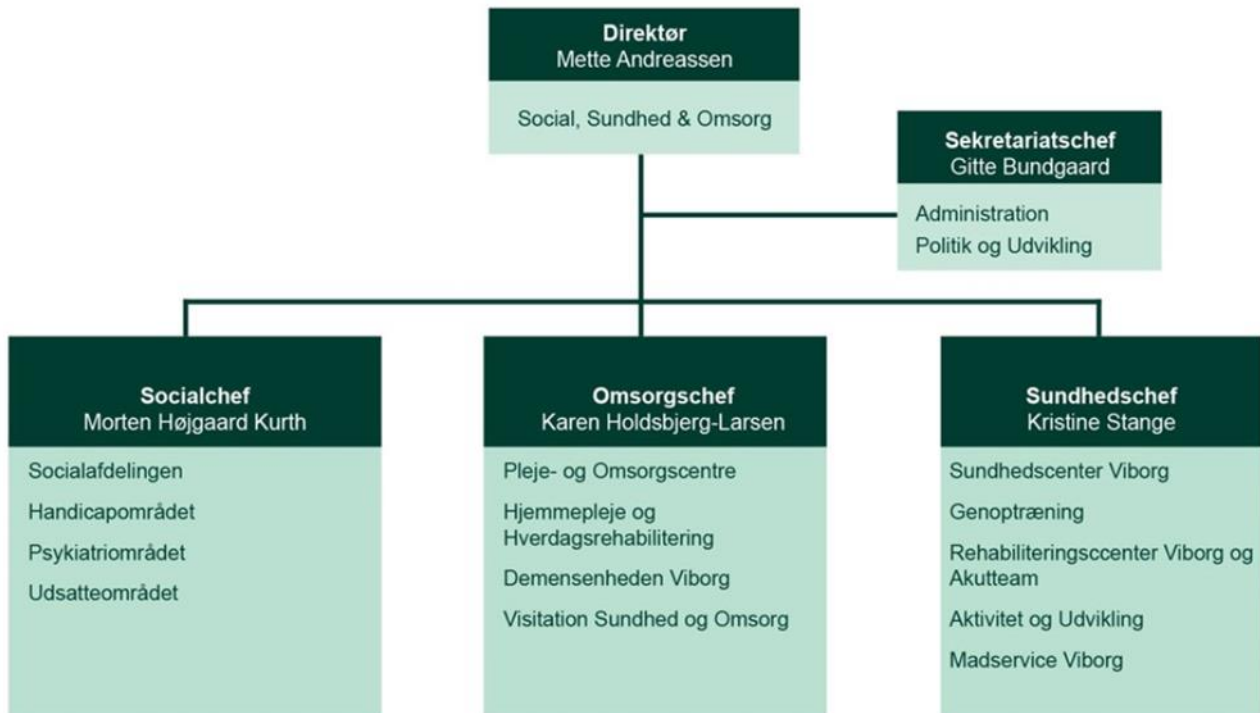 Direktør
Mette Andreassen
Social, Sundhed & Omsorg
Sekretariatschef
Gitte Bundgaard
Administration
Politik og Udvikling
Socialchef
Morten Højgaard Kurth
Socialafdelingen
Handicapområdet
Psykiatriområdet
Udsatteområdet
Omsorgschef
Karen Holdsbjerg-Larsen
Pleje- og Omsorgscentre
Hjemmepleje og
Hverdagsrehabilitering
Demensenheden Viborg
Visitation Sundhed og Omsorg
Sundhedschef
Kristine Stange
Sundhedscenter Viborg
Genoptræning
Rehabiliteringsccenter Viborg og
Akutteam
Aktivitet og Udvikling
Madservice Viborg